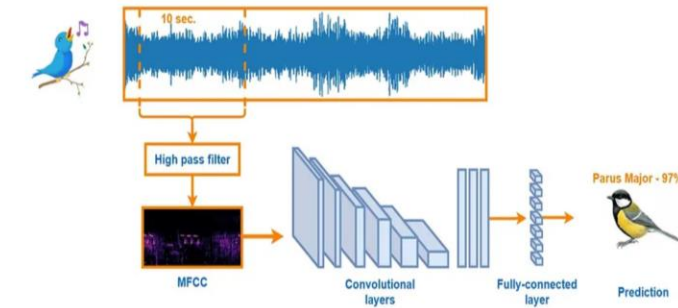 10 sec.
High pass filter
MFCC
Convolutional
layers
Fully-connected
layer
Parus Major - 97%
Prediction